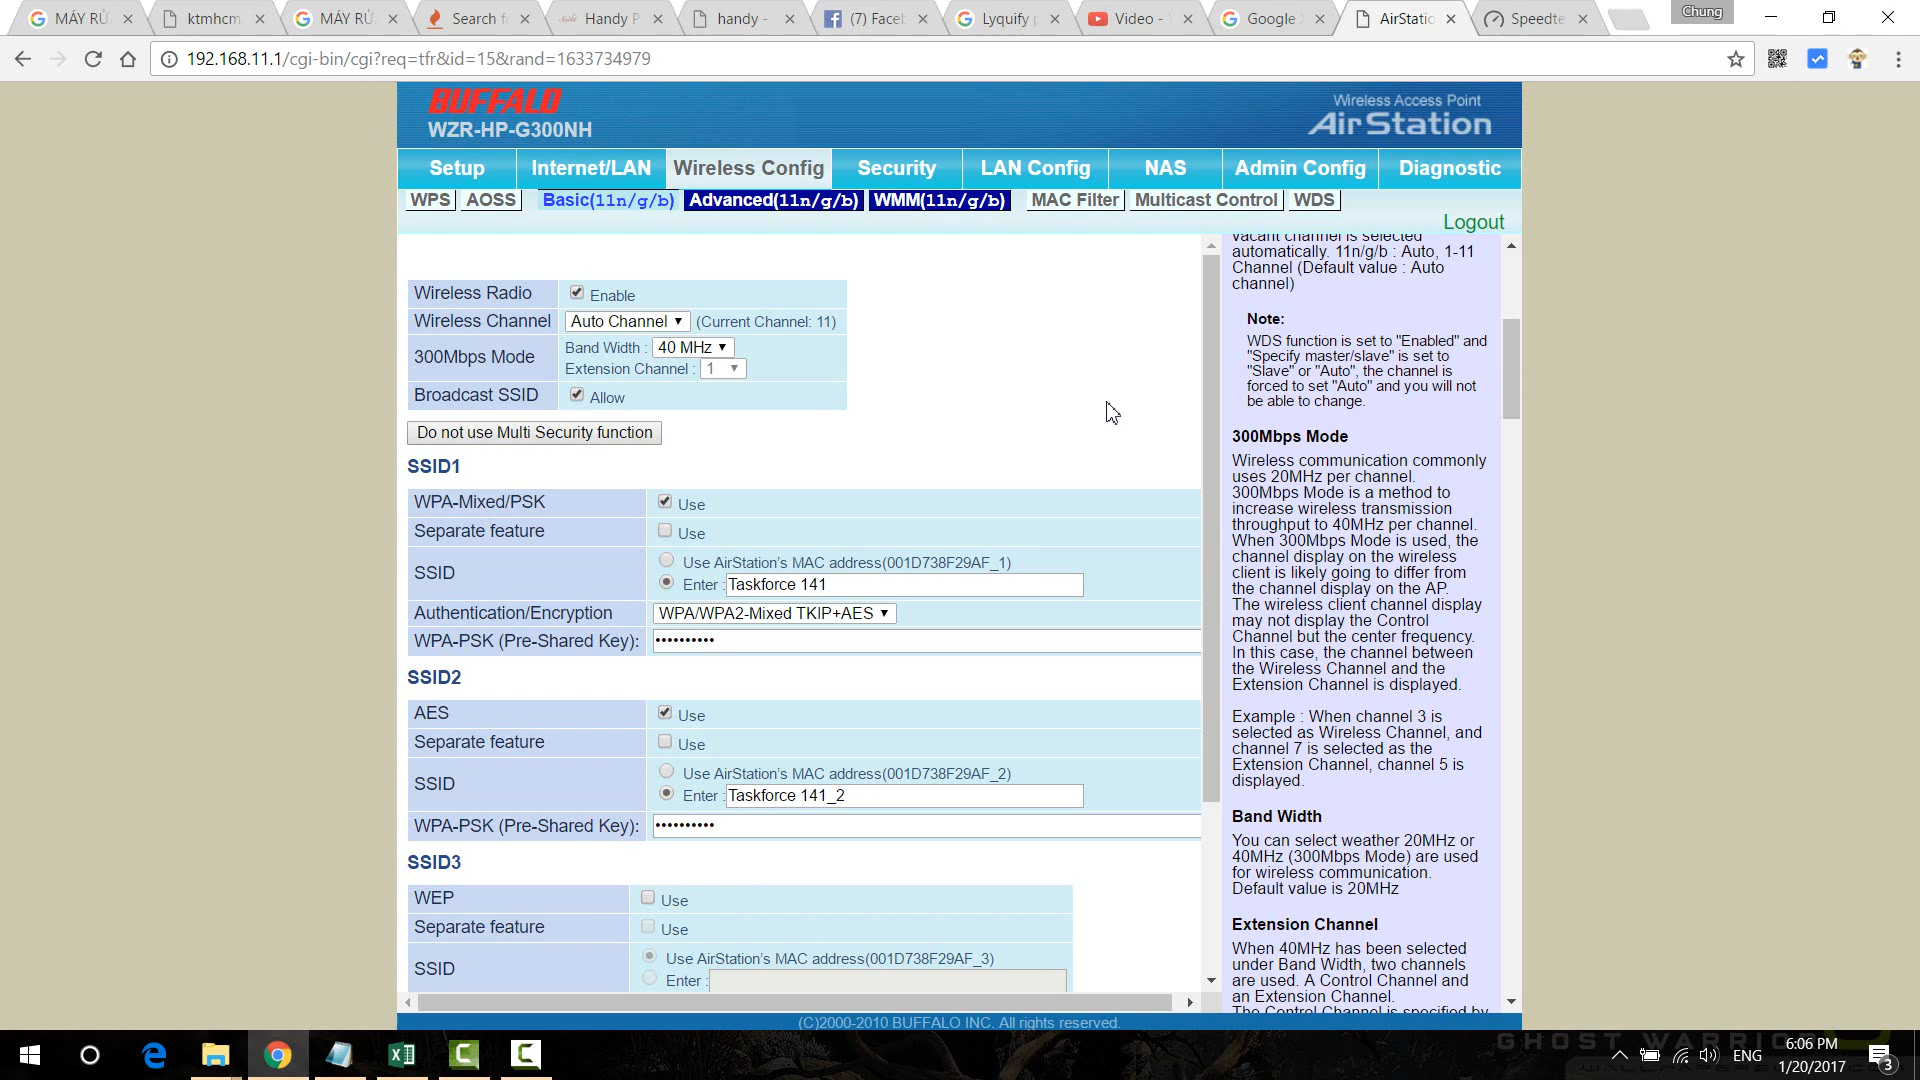 MÁY RỬ
ktmhcm.
MÁY RỬ
Search f
Handy P
handy -
(7) Faceb
Lyquify p
Video -
Google
AirStatio
Speedte
Chung
192.168.11.1/cgi-bin/cgi?req=tfr&id=15&rand=1633734979
BUFFALO
WZR-HP-G300NH
Wireless Access Point
AirStation
Setup
Internet/LAN
Wireless Config
Security
LAN Config
NAS
Admin Config
Diagnostic
WPS
AOSS
Basic(11n/g/b)
Advanced(11n/g/b)
WMM(11n/g/b)
MAC Filter
Multicast Control
WDS
Logout
Wireless Radio
Enable
Wireless Channel
Auto Channel
(Current Channel: 11)
300Mbps Mode
Band Width : 40 MHz
Extension Channel : 1
Broadcast SSID
Allow
Do not use Multi Security function
SSID1
WPA-Mixed/PSK
Use
Separate feature
Use
SSID
Use AirStation's MAC address(001D738F29AF_1)
Enter : Taskforce 141
Authentication/Encryption
WPA/WPA2-Mixed TKIP+AES
WPA-PSK (Pre-Shared Key):
••••••••••
SSID2
AES
Use
Separate feature
Use
SSID
Use AirStation's MAC address(001D738F29AF_2)
Enter : Taskforce 141_2
WPA-PSK (Pre-Shared Key):
••••••••••
SSID3
WEP
Use
Separate feature
Use
SSID
Use AirStation's MAC address(001D738F29AF_3)
Enter :
vacant channel is selected
automatically. 11n/g/b : Auto, 1-11
Channel (Default value : Auto
channel)
Note:
WDS function is set to "Enabled" and
"Specify master/slave" is set to
"Slave" or "Auto", the channel is
forced to set "Auto" and you will not
be able to change.
300Mbps Mode
Wireless communication commonly
uses 20MHz per channel.
300Mbps Mode is a method to
increase wireless transmission
throughput to 40MHz per channel.
When 300Mbps Mode is used, the
channel display on the wireless
client is likely going to differ from
the channel display on the AP.
The wireless client channel display
may not display the Control
Channel but the center frequency.
In this case, the channel between
the Wireless Channel and the
Extension Channel is displayed.
Example : When channel 3 is
selected as Wireless Channel, and
channel 7 is selected as the
Extension Channel, channel 5 is
displayed.
Band Width
You can select weather 20MHz or
40MHz (300Mbps Mode) are used
for wireless communication.
Default value is 20MHz
Extension Channel
When 40MHz has been selected
under Band Width, two channels
are used. A Control Channel and
an Extension Channel.
The Control Channel is specified by
(C)2000-2010 BUFFALO INC. All rights reserved.
GHOST WARRIO
ENG
6:06 PM
1/20/2017
3